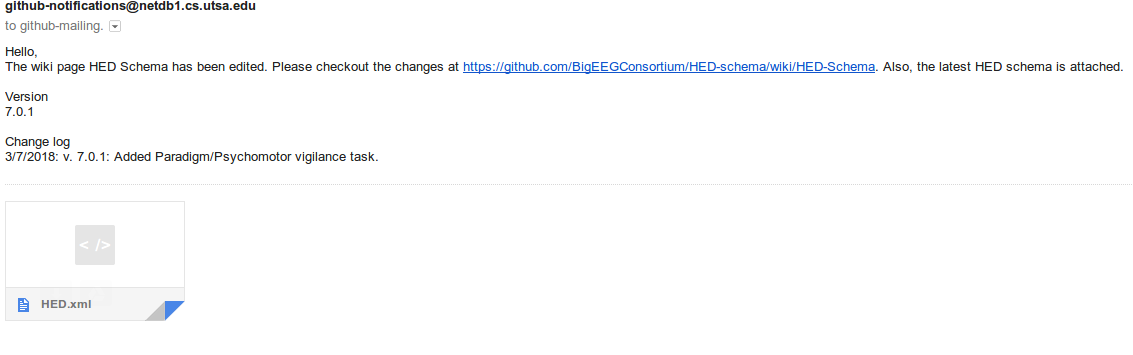 github-notifications@netdb1.cs.utsa.edu
to github-mailing.
Hello,
The wiki page HED Schema has been edited. Please checkout the changes at https://github.com/BigEEGConsortium/HED-schema/wiki/HED-Schema. Also, the latest HED schema is attached.
Version
7.0.1
Change log
3/7/2018: v. 7.0.1: Added Paradigm/Psychomotor vigilance task.
< />
HED.xml